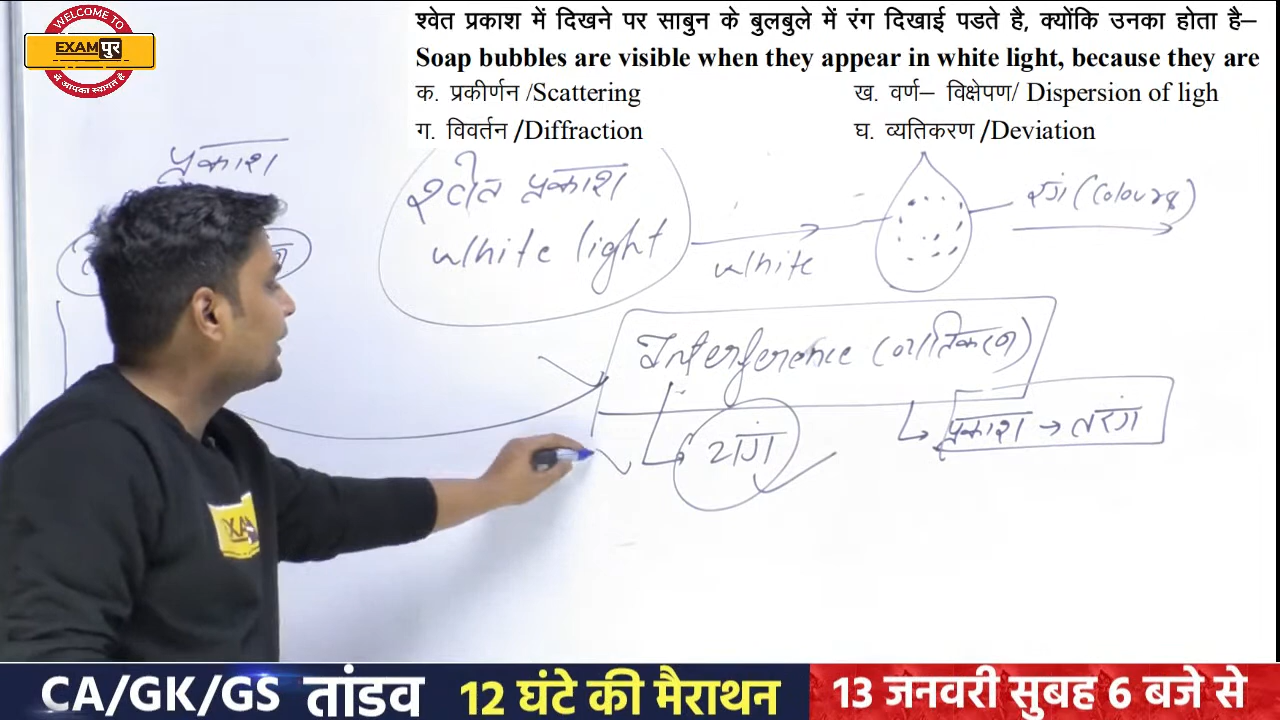 WELCOME TO
EXAMपुर
में आपका स्वागत है
श्वेत प्रकाश में दिखने पर साबुन के बुलबुले में रंग दिखाई पडते है, क्योंकि उनका होता है–
Soap bubbles are visible when they appear in white light, because they are
क. प्रकीर्णन /Scattering
ख. वर्ण– विक्षेपण/ Dispersion of ligh
ग. विवर्तन /Diffraction
घ. व्यतिकरण /Deviation
प्रकाश
श्वेत प्रकाश
white light
white
रंग (Colours)
Interference (व्यतिकरण)
प्रकाश → तरंग
EXAM
CA/GK/GS तांडव 12 घंटे की मैराथन 13 जनवरी सुबह 6 बजे से